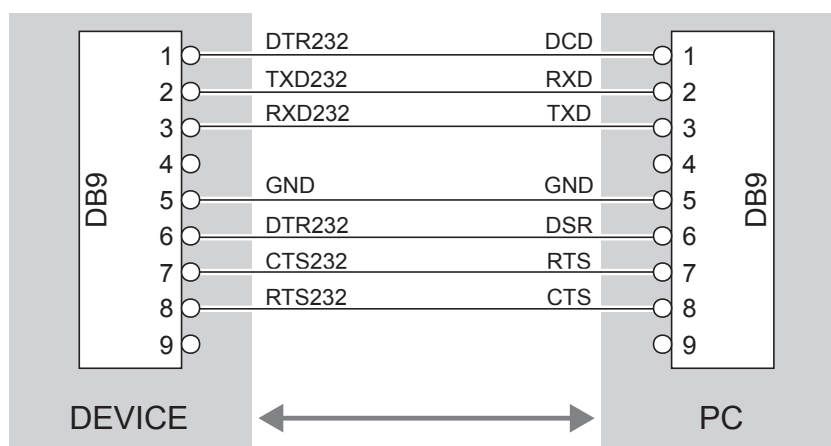 1 DTR232 DCD 1
2 TXD232 RXD 2
3 RXD232 TXD 3
4 4
5 GND GND 5
6 DTR232 DSR 6
7 CTS232 RTS 7
8 RTS232 CTS 8
9 9
DB9
DB9
DEVICE PC